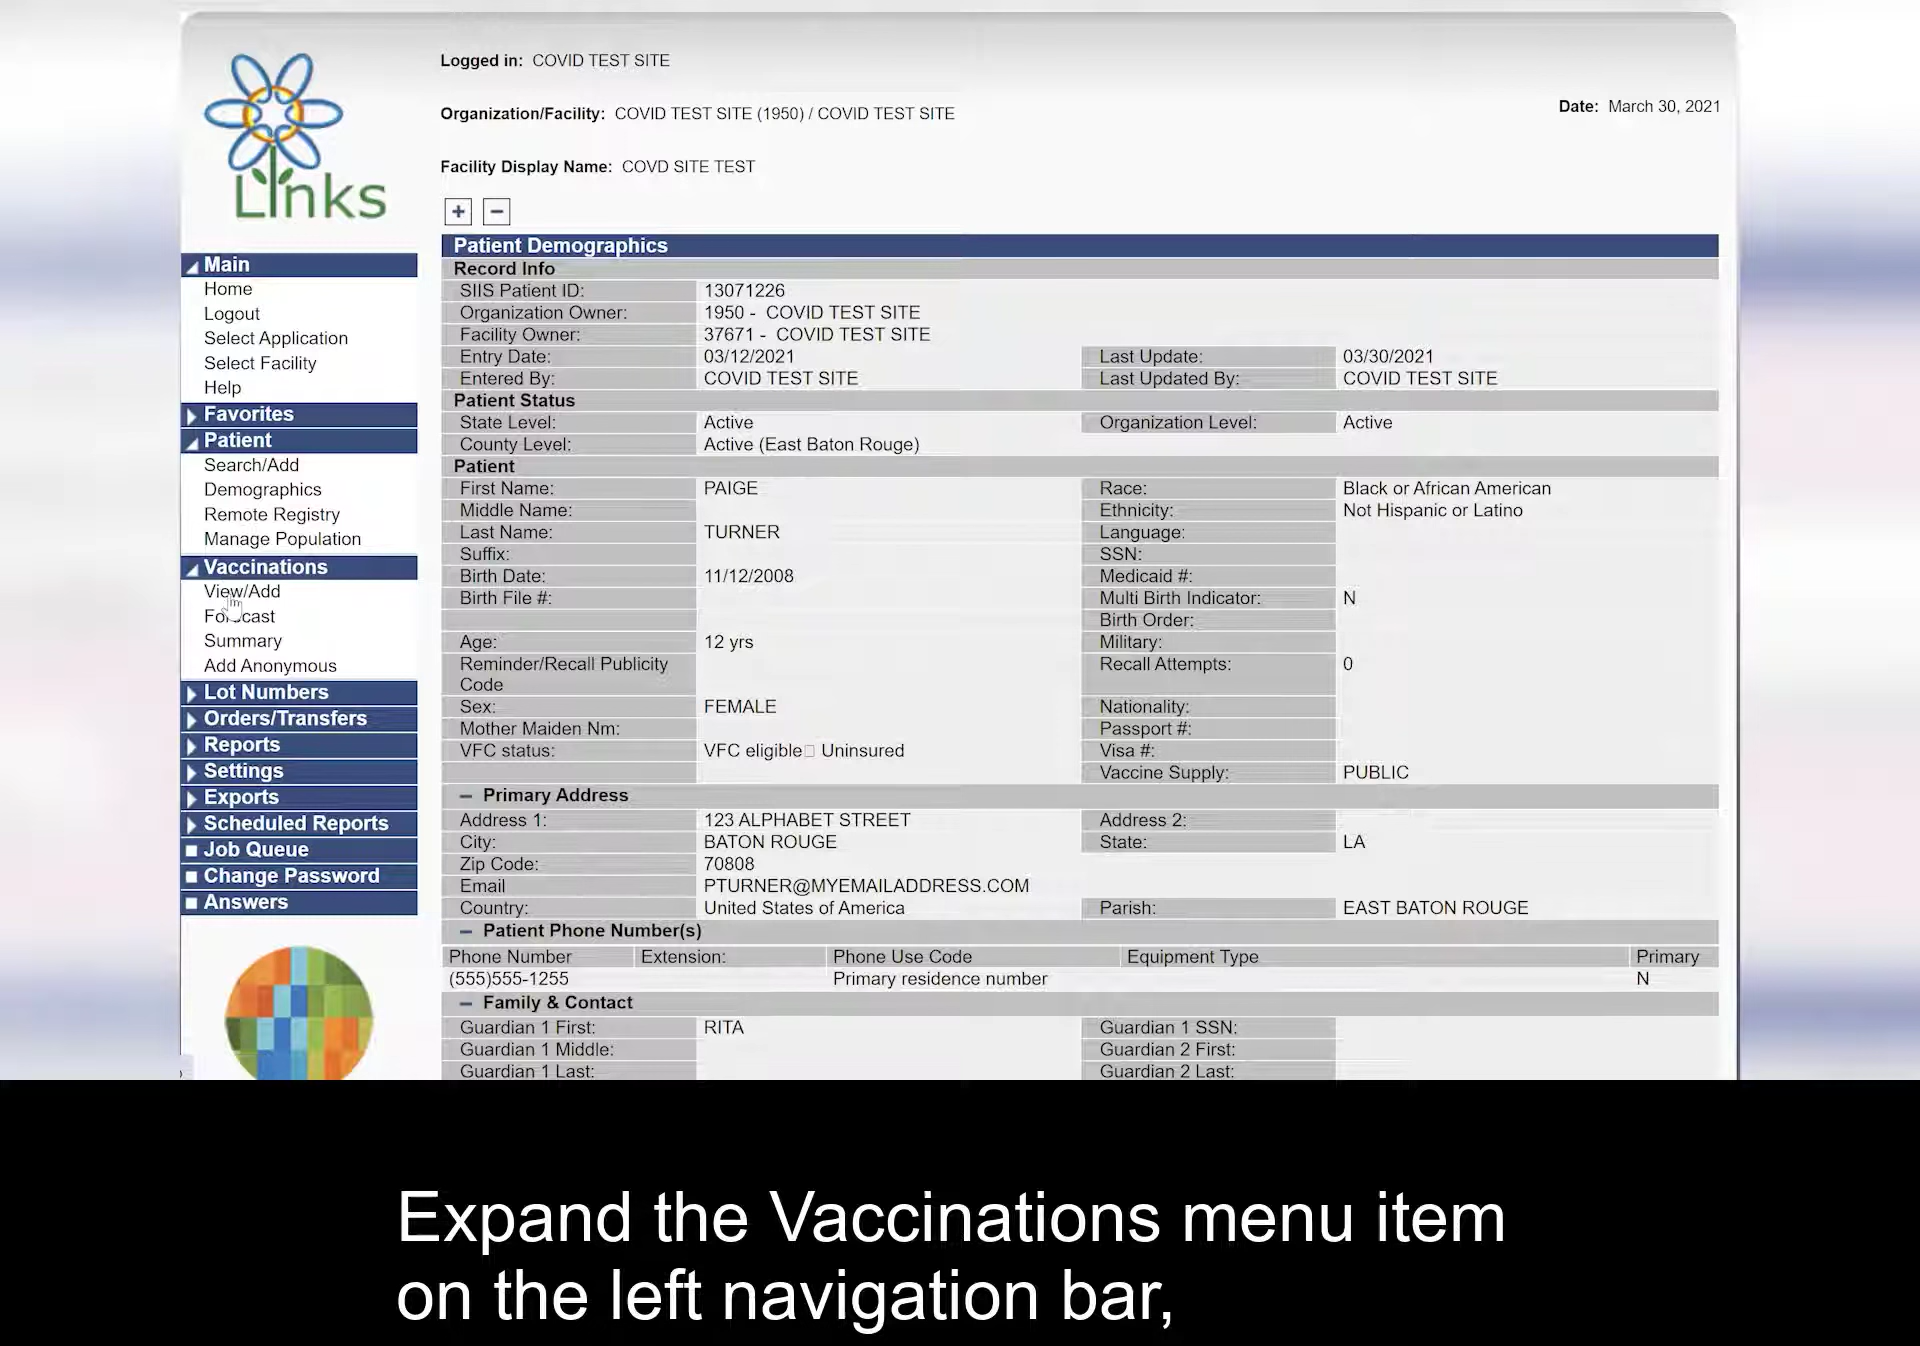 Links
Logged in: COVID TEST SITE
Organization/Facility: COVID TEST SITE (1950) / COVID TEST SITE
Date: March 30, 2021
Facility Display Name: COVD SITE TEST
Main
Home
Logout
Select Application
Select Facility
Help
Favorites
Patient
Search/Add
Demographics
Remote Registry
Manage Population
Vaccinations
View/Add
Forecast
Summary
Add Anonymous
Lot Numbers
Orders/Transfers
Reports
Settings
Exports
Scheduled Reports
Job Queue
Change Password
Answers
+ −
Patient Demographics
Record Info
SIIS Patient ID: 13071226
Organization Owner: 1950 - COVID TEST SITE
Facility Owner: 37671 - COVID TEST SITE
Entry Date: 03/12/2021 Last Update: 03/30/2021
Entered By: COVID TEST SITE Last Updated By: COVID TEST SITE
Patient Status
State Level: Active Organization Level: Active
County Level: Active (East Baton Rouge)
Patient
First Name: PAIGE Race: Black or African American
Middle Name: Ethnicity: Not Hispanic or Latino
Last Name: TURNER Language:
Suffix: SSN:
Birth Date: 11/12/2008 Medicaid #:
Birth File #: Multi Birth Indicator: N
Birth Order:
Age: 12 yrs Military:
Reminder/Recall Publicity Recall Attempts: 0
Code
Sex: FEMALE Nationality:
Mother Maiden Nm: Passport #:
VFC status: VFC eligible Uninsured Visa #:
Vaccine Supply: PUBLIC
− Primary Address
Address 1: 123 ALPHABET STREET Address 2:
City: BATON ROUGE State: LA
Zip Code: 70808
Email PTURNER@MYEMAILADDRESS.COM
Country: United States of America Parish: EAST BATON ROUGE
− Patient Phone Number(s)
Phone Number Extension: Phone Use Code Equipment Type Primary
(555)555-1255 Primary residence number N
− Family & Contact
Guardian 1 First: RITA Guardian 1 SSN:
Guardian 1 Middle: Guardian 2 First:
Guardian 1 Last: Guardian 2 Last:
Expand the Vaccinations menu item
on the left navigation bar,